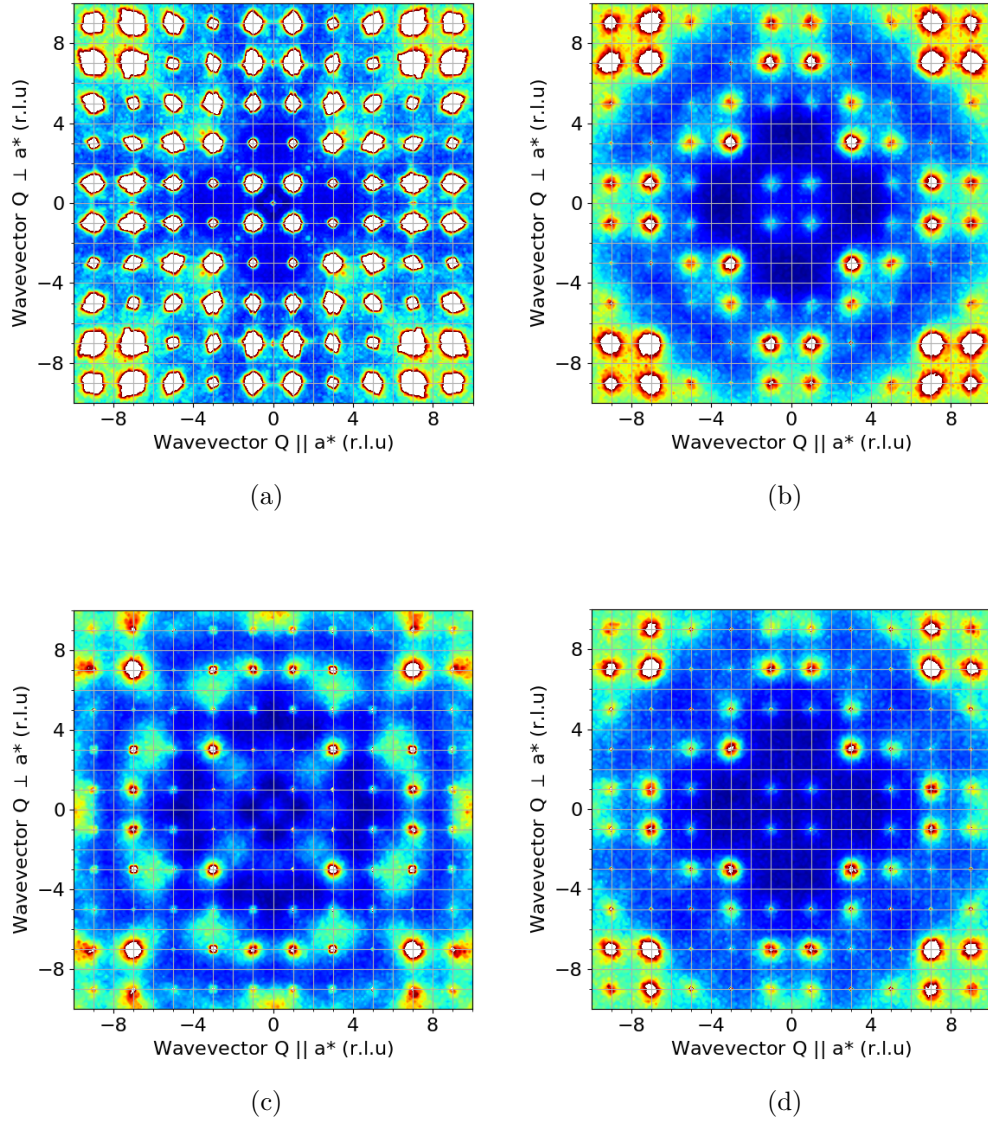 8
4
0
−4
−8
Wavevector Q ⊥ a* (r.l.u)
−8 −4 0 4 8
Wavevector Q || a* (r.l.u)
(a)
8
4
0
−4
−8
Wavevector Q ⊥ a* (r.l.u)
−8 −4 0 4 8
Wavevector Q || a* (r.l.u)
(b)
8
4
0
−4
−8
Wavevector Q ⊥ a* (r.l.u)
−8 −4 0 4 8
Wavevector Q || a* (r.l.u)
(c)
8
4
0
−4
−8
Wavevector Q ⊥ a* (r.l.u)
−8 −4 0 4 8
Wavevector Q || a* (r.l.u)
(d)